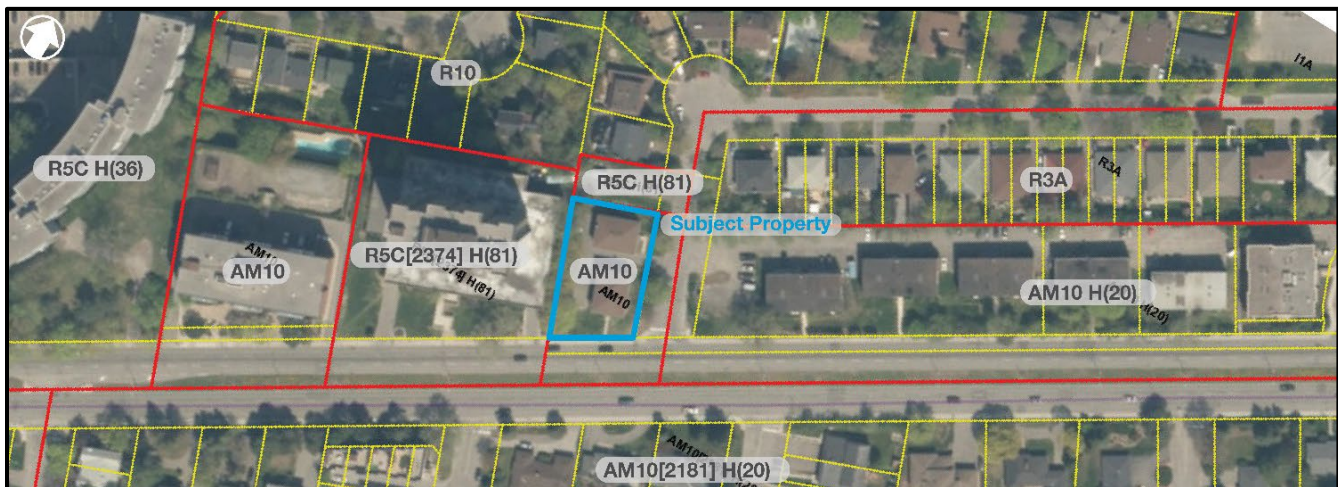 R10
I1A
R5C H(36)
R5C H(81)
R3A
R3A
Subject Property
AM10
R5C[2374] H(81)
AM10
AM10
AM10 H(20)
AM10[2181] H(20)